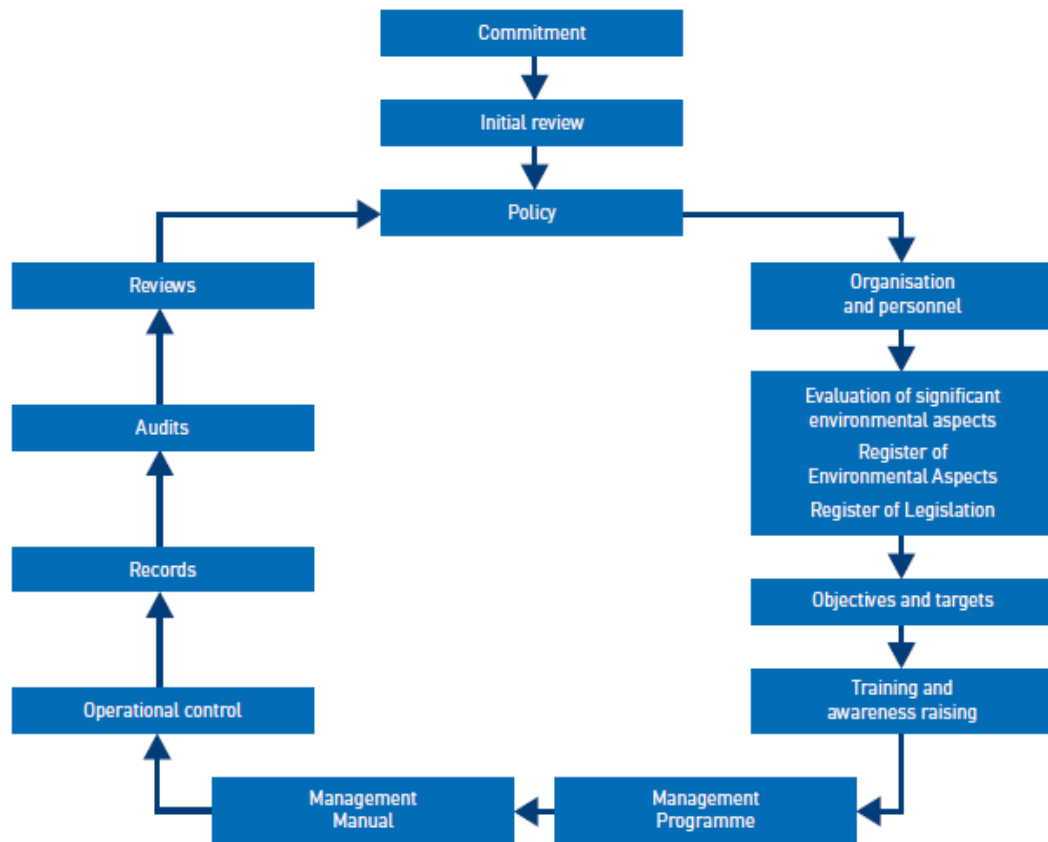 Commitment
Initial review
Policy
Organisation
and personnel
Evaluation of significant
environmental aspects
Register of
Environmental Aspects
Register of Legislation
Objectives and targets
Training and
awareness raising
Management
Programme
Management
Manual
Operational control
Records
Audits
Reviews